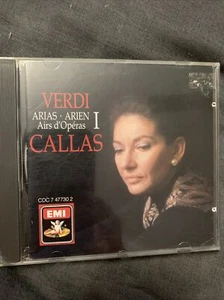 VERDI
ARIAS · ARIEN I
Airs d'Opéras
CALLAS
CDC 7 47730 2
EMI